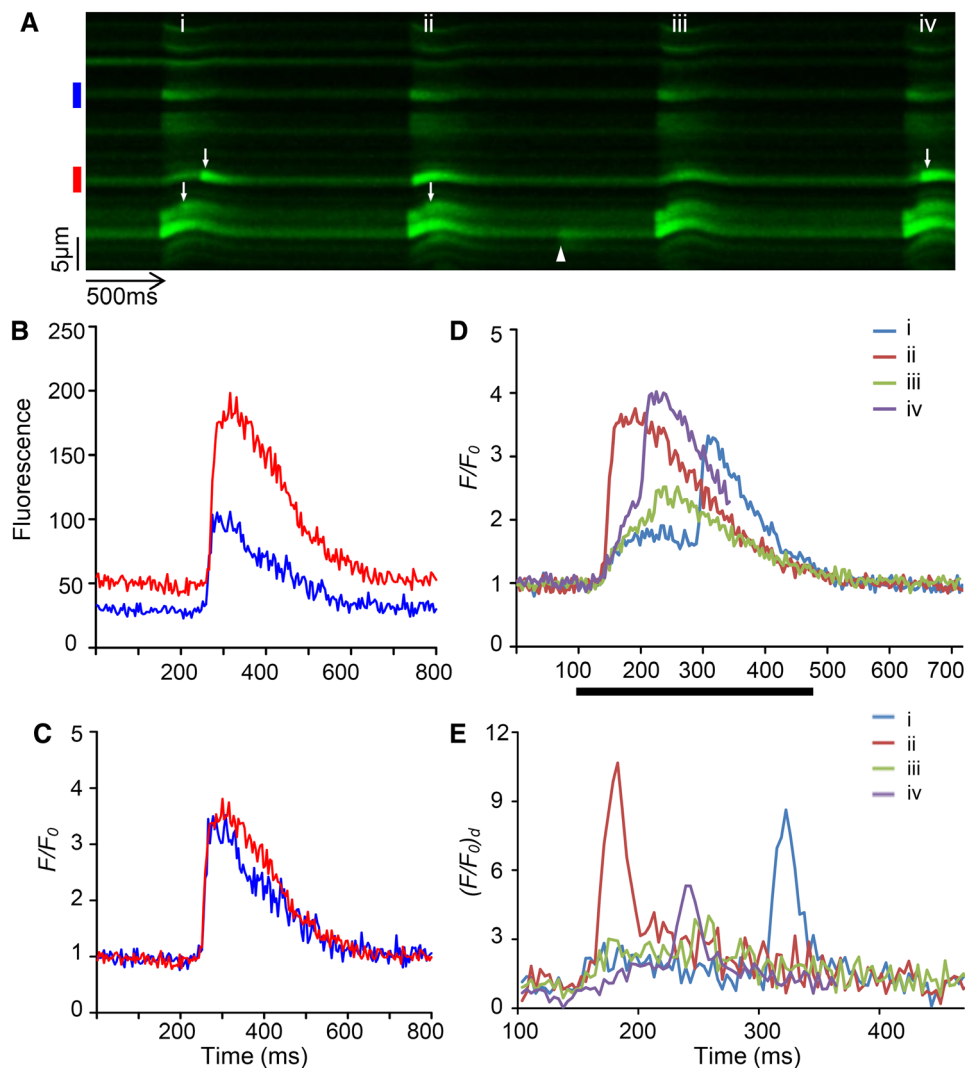 A
i ii iii iv
5μm
500ms
B
250
200
150
100
50
0
Fluorescence
200 400 600 800
C
5
4
3
2
1
0
F/F0
200 400 600 800
Time (ms)
D
5
4
3
2
1
0
F/F0
i
ii
iii
iv
100 200 300 400 500 600 700
E
12
9
6
3
0
(F/F0)d
i
ii
iii
iv
100 200 300 400
Time (ms)